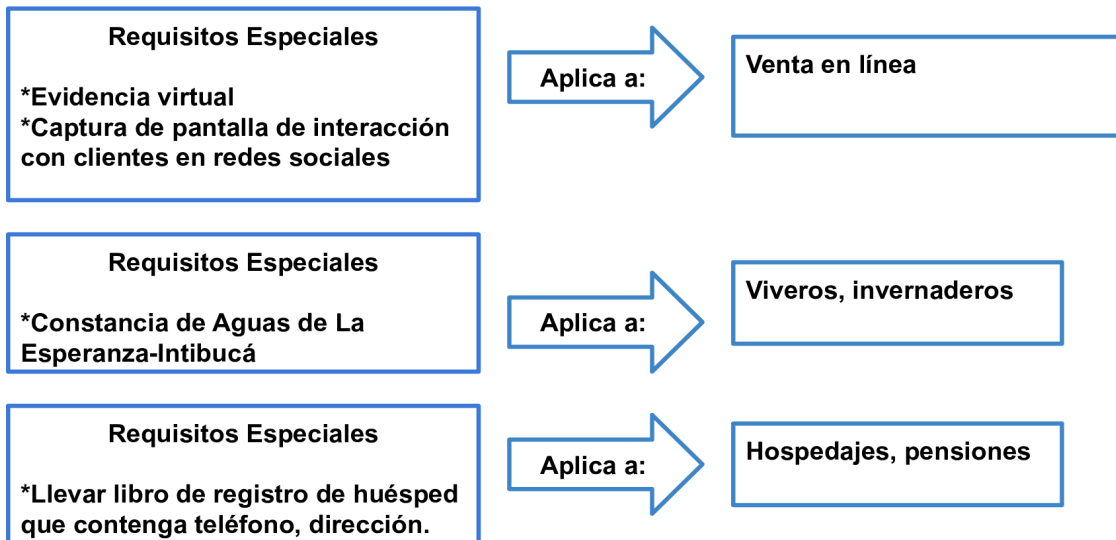 Requisitos Especiales
*Evidencia virtual
*Captura de pantalla de interacción
con clientes en redes sociales
Aplica a:
Venta en línea
Requisitos Especiales
*Constancia de Aguas de La
Esperanza-Intibucá
Aplica a:
Viveros, invernaderos
Requisitos Especiales
*Llevar libro de registro de huésped
que contenga teléfono, dirección.
Aplica a:
Hospedajes, pensiones